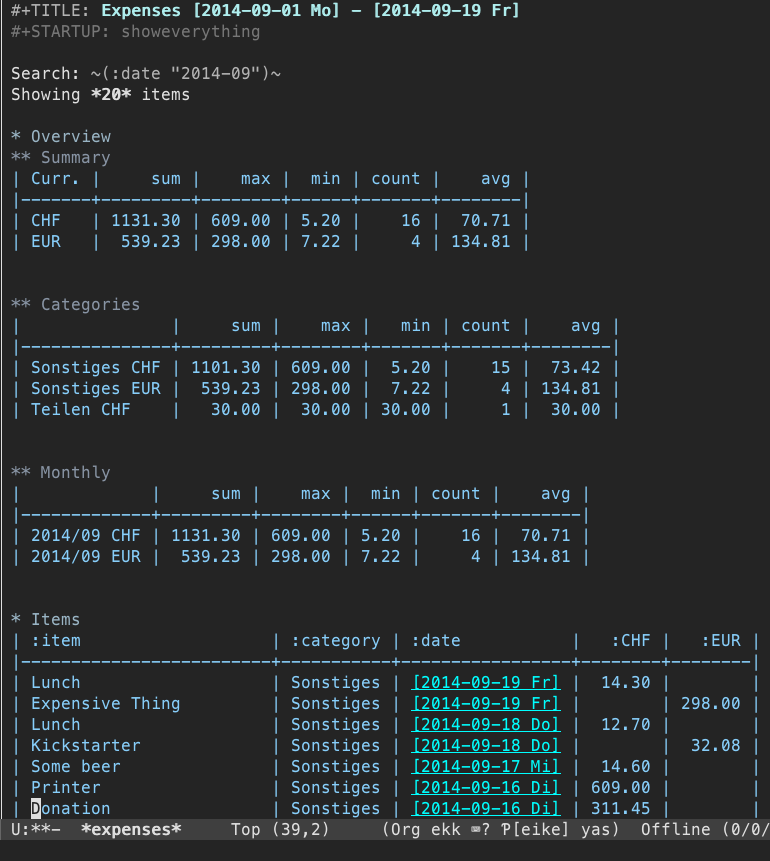 #+TITLE: Expenses [2014-09-01 Mo] - [2014-09-19 Fr]
#+STARTUP: showeverything
Search: ~(:date "2014-09")~
Showing *20* items
* Overview
** Summary
| Curr. |     sum |    max |  min | count |    avg |
|-------+---------+--------+------+-------+--------|
| CHF   | 1131.30 | 609.00 | 5.20 |    16 |  70.71 |
| EUR   |  539.23 | 298.00 | 7.22 |     4 | 134.81 |
** Categories
|                |     sum |    max |   min | count |    avg |
|---------------+---------+--------+-------+-------+--------|
| Sonstiges CHF | 1101.30 | 609.00 |  5.20 |    15 |  73.42 |
| Sonstiges EUR |  539.23 | 298.00 |  7.22 |     4 | 134.81 |
| Teilen CHF    |   30.00 |  30.00 | 30.00 |     1 |  30.00 |
** Monthly
|             |     sum |    max |  min | count |    avg |
|-------------+---------+--------+------+-------+--------|
| 2014/09 CHF | 1131.30 | 609.00 | 5.20 |    16 |  70.71 |
| 2014/09 EUR |  539.23 | 298.00 | 7.22 |     4 | 134.81 |
* Items
| :item                   | :category | :date           |   :CHF |   :EUR |
|-------------------------+-----------+-----------------+--------+--------|
| Lunch                   | Sonstiges | [2014-09-19 Fr] |  14.30 |        |
| Expensive Thing         | Sonstiges | [2014-09-19 Fr] |        | 298.00 |
| Lunch                   | Sonstiges | [2014-09-18 Do] |  12.70 |        |
| Kickstarter             | Sonstiges | [2014-09-18 Do] |        |  32.08 |
| Some beer               | Sonstiges | [2014-09-17 Mi] |  14.60 |        |
| Printer                 | Sonstiges | [2014-09-16 Di] | 609.00 |        |
| Donation                | Sonstiges | [2014-09-16 Di] | 311.45 |        |
U:**-  *expenses*     Top (39,2)     (Org ekk ⌨? Ƥ[eike] yas)  Offline (0/0/